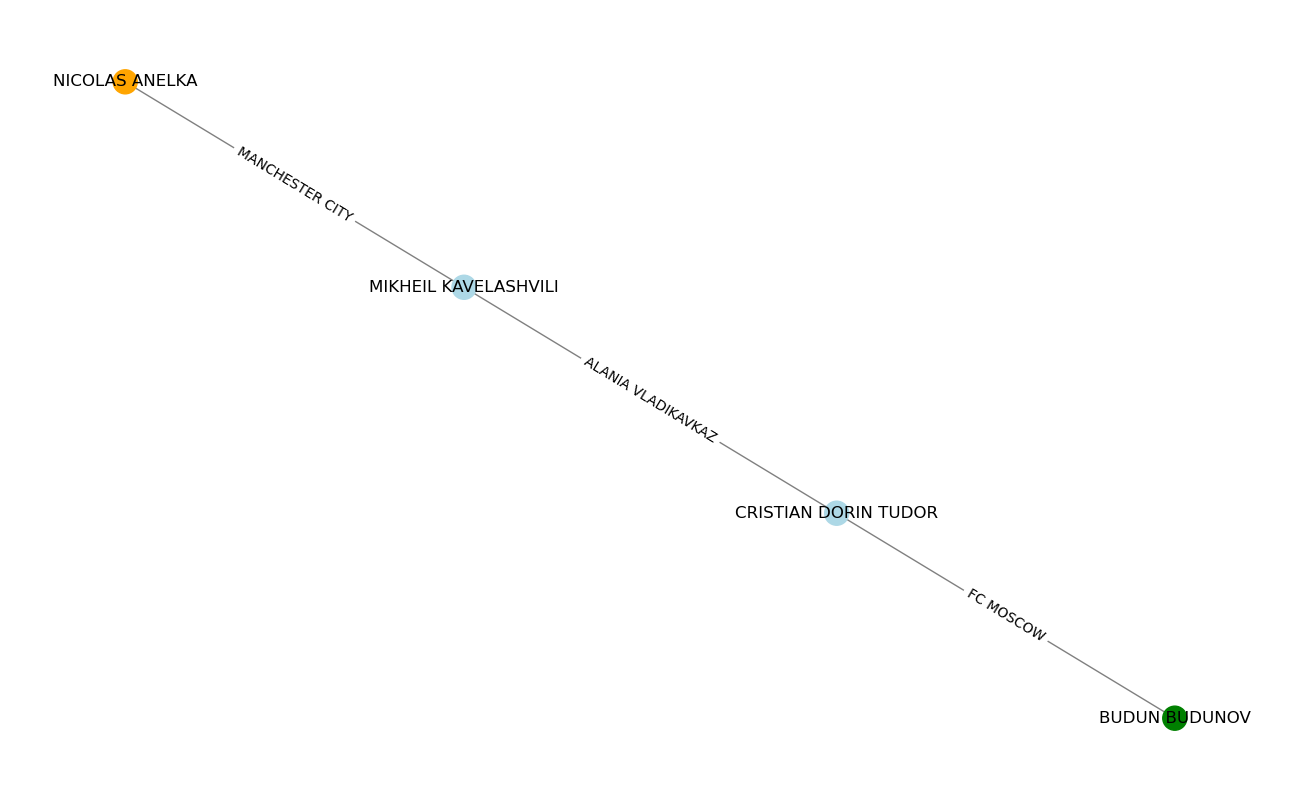 NICOLAS ANELKA
MANCHESTER CITY
MIKHEIL KAVELASHVILI
ALANIA VLADIKAVKAZ
CRISTIAN DORIN TUDOR
FC MOSCOW
BUDUN BUDUNOV